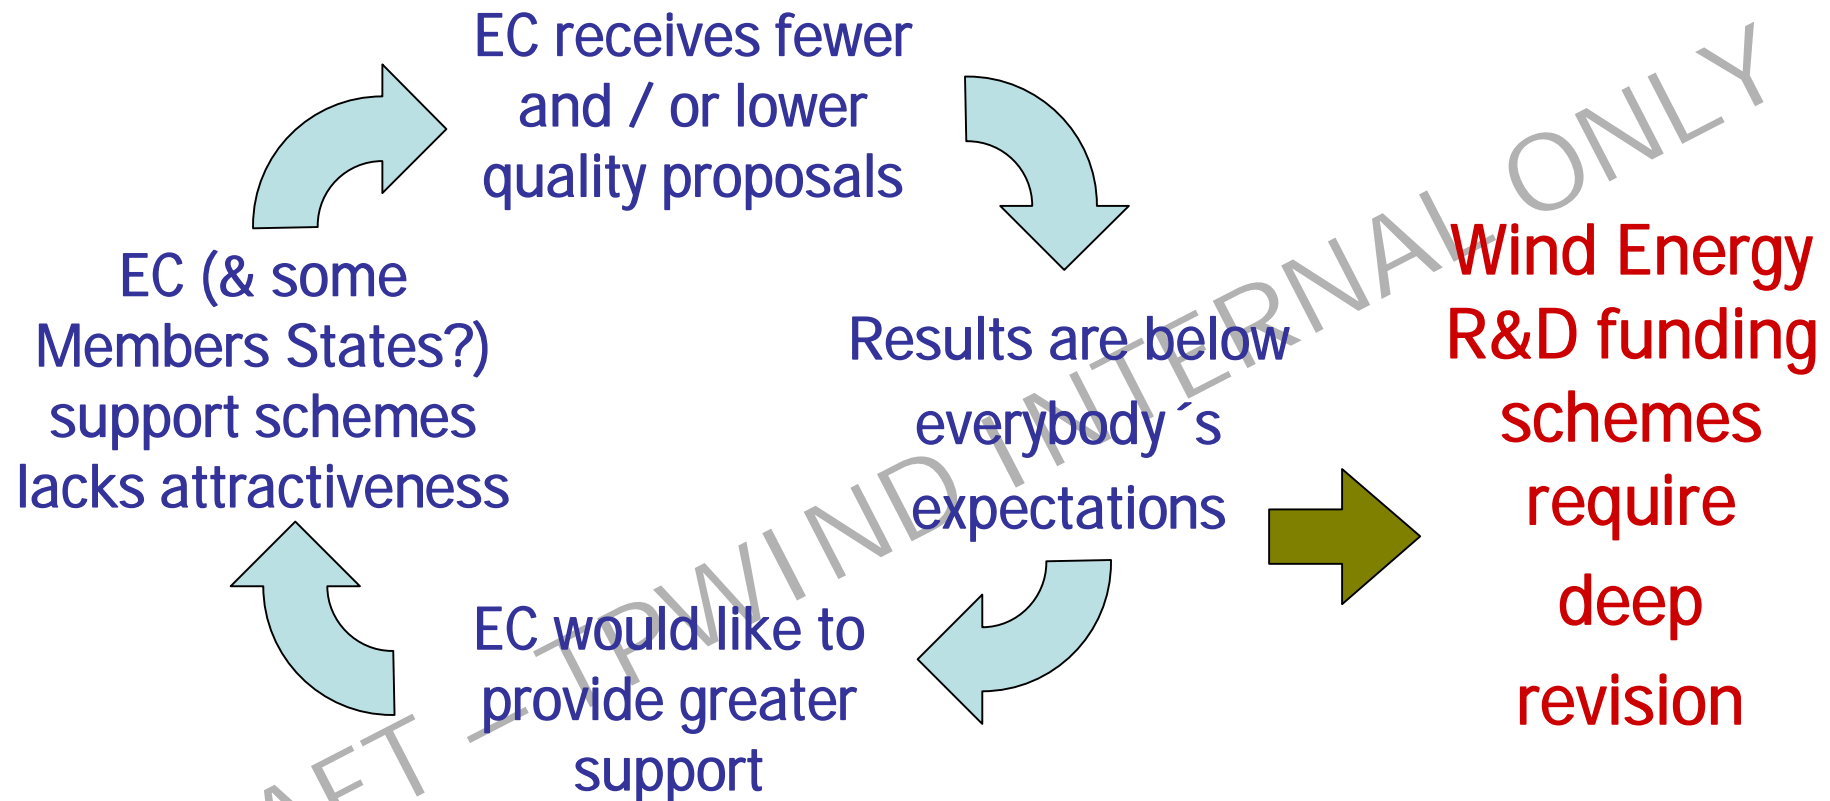 EC receives fewer
and / or lower
quality proposals
EC (& some
Members States?)
support schemes
lacks attractiveness
Results are below
everybody´s
expectations
EC would like to
provide greater
support
Wind Energy
R&D funding
schemes
require
deep
revision
AFT – TPWIND INTERNAL ONLY